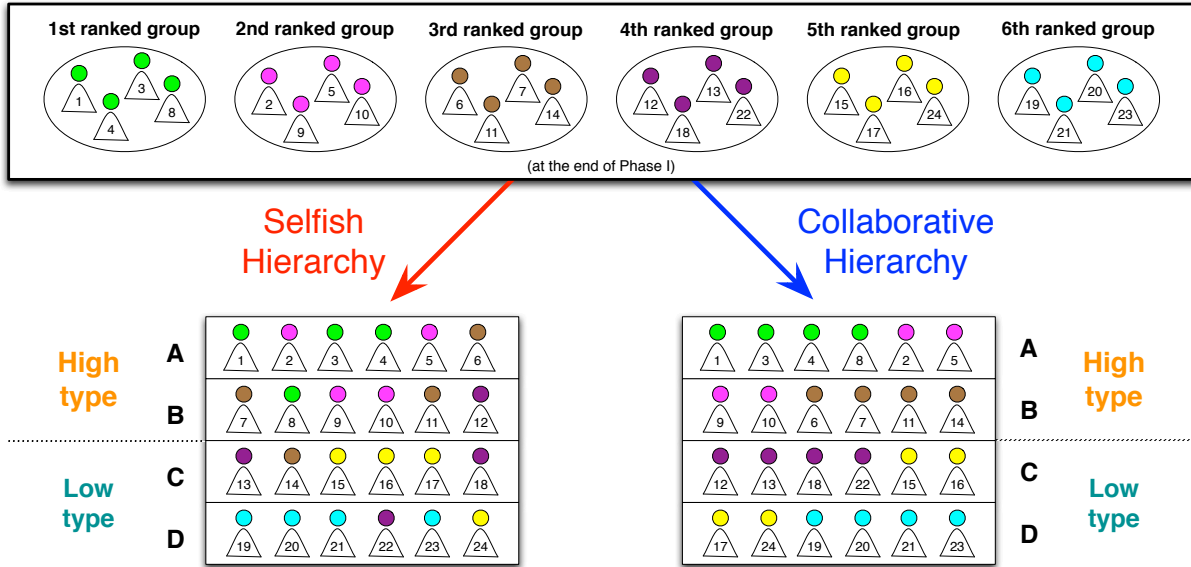 1st ranked group 2nd ranked group 3rd ranked group 4th ranked group 5th ranked group 6th ranked group
3 5 7 13 16 20
1 2 6 12 15 19
8 10 14 22 24 23
4 9 11 18 17 21
(at the end of Phase I)
Selfish
Hierarchy
Collaborative
Hierarchy
High
type
A
1 2 3 4 5 6
B
7 8 9 10 11 12
Low
type
C
13 14 15 16 17 18
D
19 20 21 22 23 24
1 3 4 8 2 5
A
High
type
9 10 6 7 11 14
B
12 13 18 22 15 16
C
Low
type
17 24 19 20 21 23
D